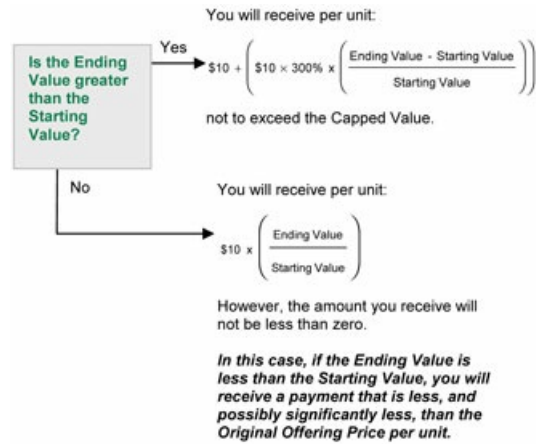 You will receive per unit:
Is the Ending
Value greater
than the
Starting
Value?
Yes
$10 + ( $10 × 300% x ( Ending Value - Starting Value
Starting Value ) )
not to exceed the Capped Value.
No
You will receive per unit:
$10 x ( Ending Value
Starting Value )
However, the amount you receive will
not be less than zero.
In this case, if the Ending Value is
less than the Starting Value, you will
receive a payment that is less, and
possibly significantly less, than the
Original Offering Price per unit.